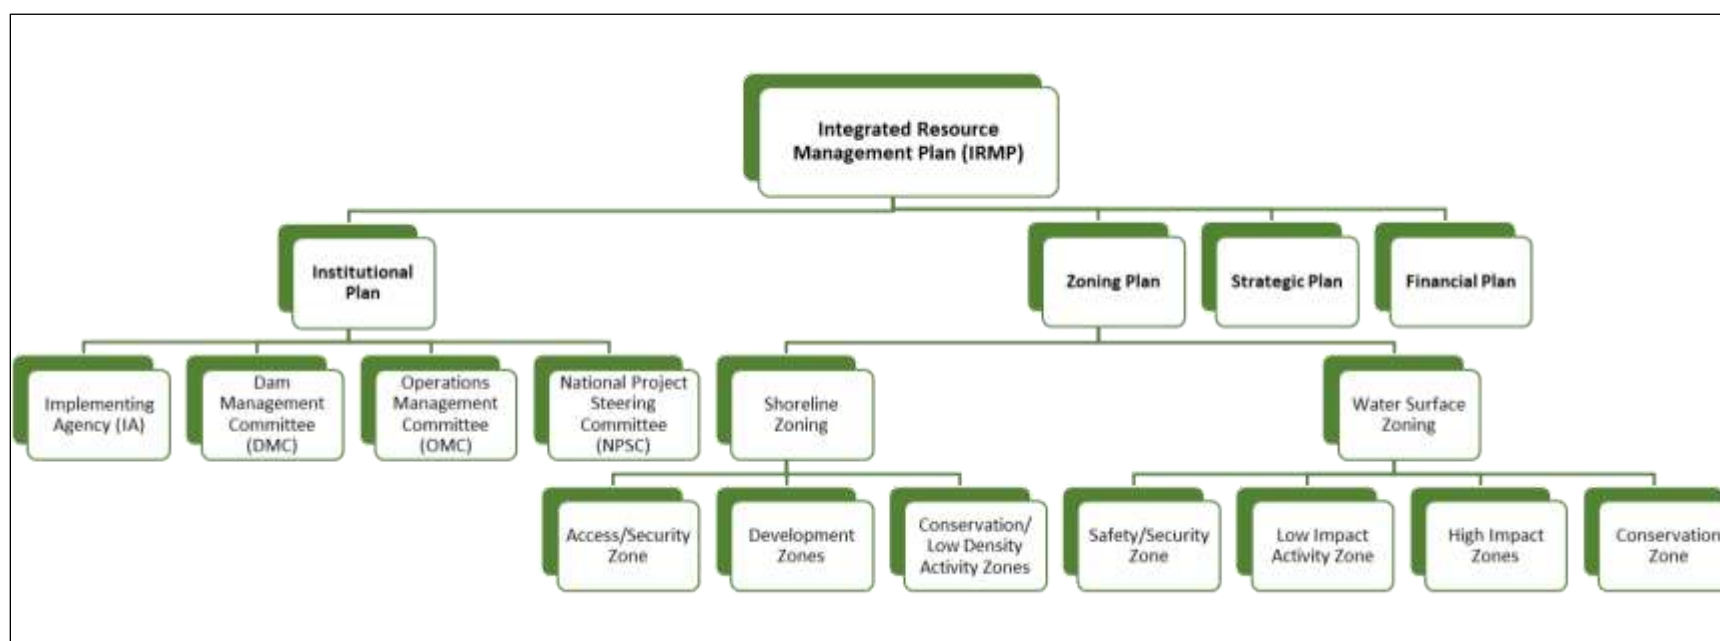 Integrated Resource
Management Plan (IRMP)
Institutional
Plan
Zoning Plan
Strategic Plan
Financial Plan
Implementing
Agency (IA)
Dam
Management
Committee
(DMC)
Operations
Management
Committee
(OMC)
National Project
Steering
Committee
(NPSC)
Shoreline
Zoning
Water Surface
Zoning
Access/Security
Zone
Development
Zones
Conservation/
Low Density
Activity Zones
Safety/Security
Zone
Low Impact
Activity Zone
High Impact
Zones
Conservation
Zone